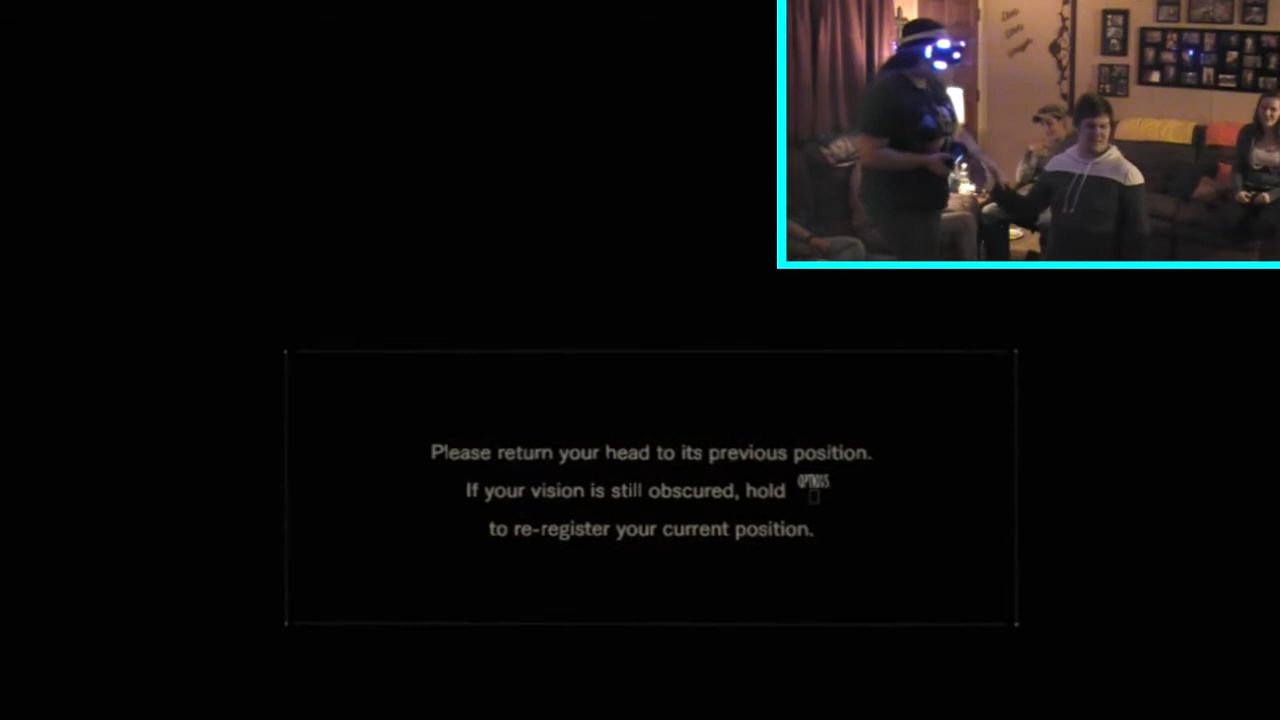 Please return your head to its previous position.
If your vision is still obscured, hold OPTIONS
to re-register your current position.